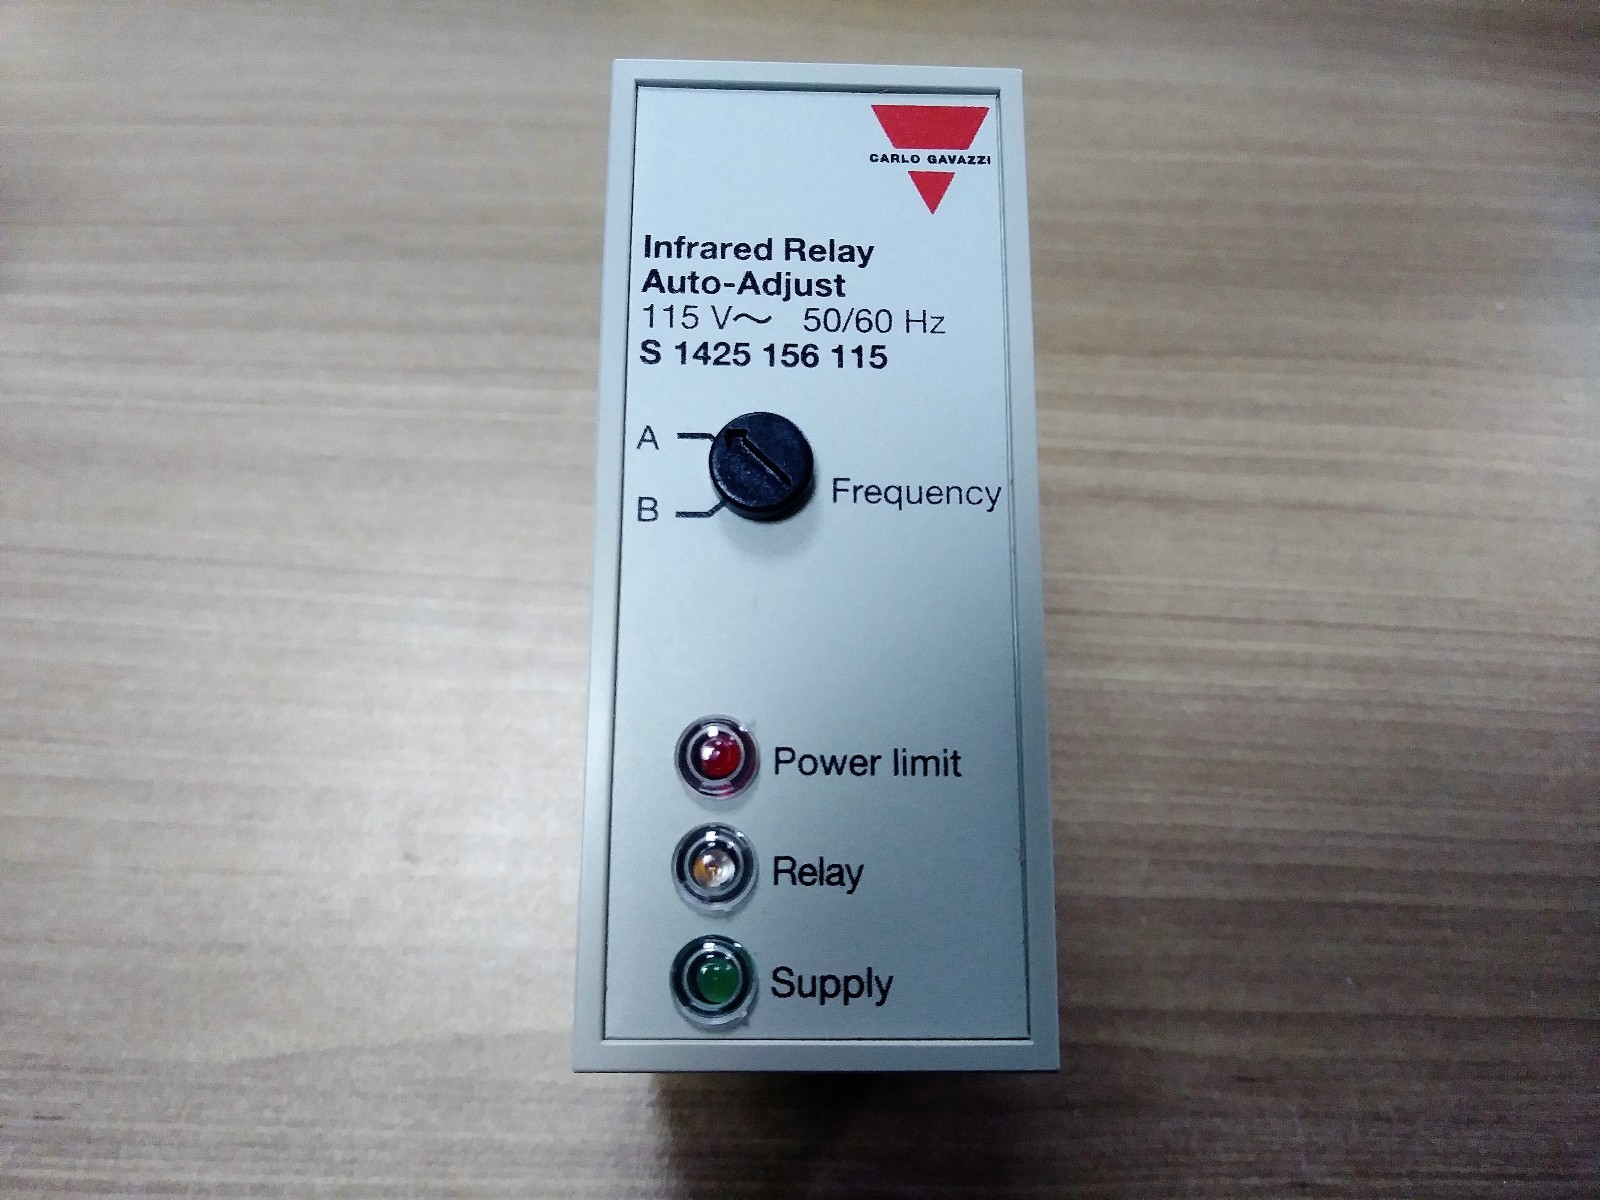 CARLO GAVAZZI
Infrared Relay
Auto-Adjust
115 V～ 50/60 Hz
S 1425 156 115
A
B
Frequency
Power limit
Relay
Supply